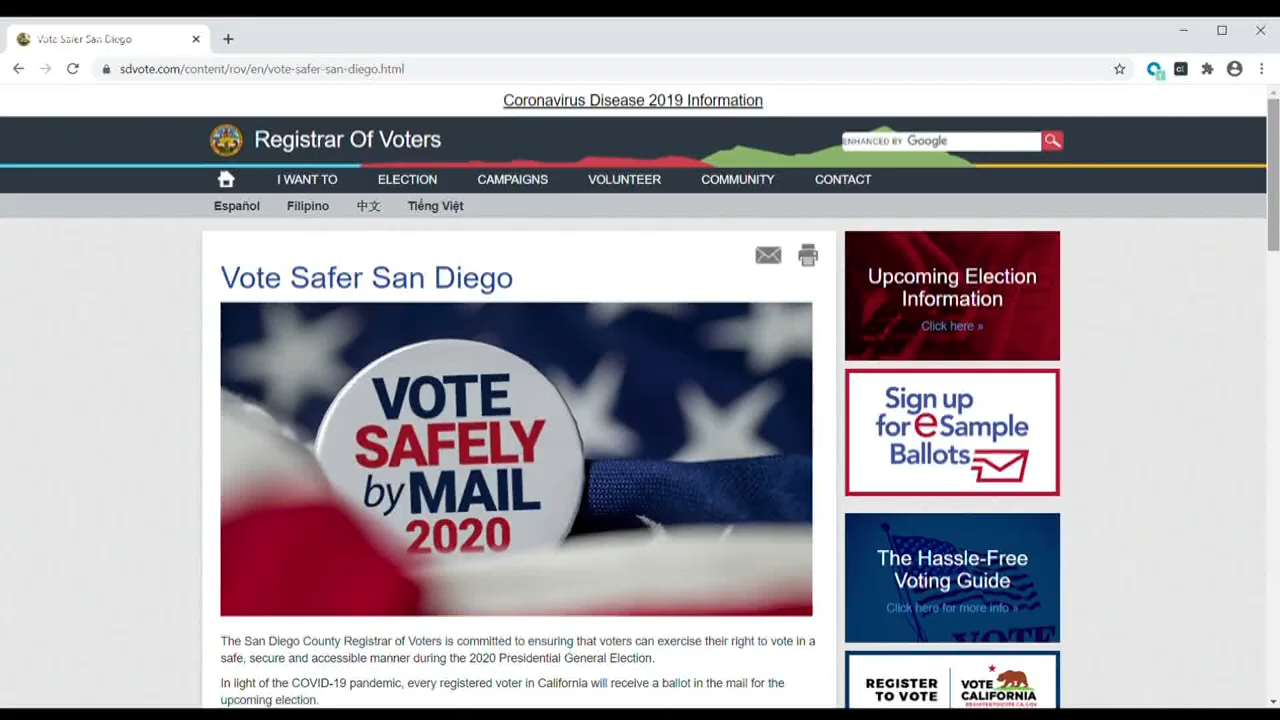 Vote Safer San Diego
sdvote.com/content/rov/en/vote-safer-san-diego.html
Coronavirus Disease 2019 Information
Registrar Of Voters
ENHANCED BY Google
I WANT TO ELECTION CAMPAIGNS VOLUNTEER COMMUNITY CONTACT
Español Filipino 中文 Tiếng Việt
Vote Safer San Diego
VOTE
SAFELY
by MAIL
2020
The San Diego County Registrar of Voters is committed to ensuring that voters can exercise their right to vote in a
safe, secure and accessible manner during the 2020 Presidential General Election.
In light of the COVID-19 pandemic, every registered voter in California will receive a ballot in the mail for the
upcoming election.
Upcoming Election
Information
Click here »
Sign up
for eSample
Ballots
The Hassle-Free
Voting Guide
Click here for more info »
VOTE
REGISTER
TO VOTE
VOTE
CALIFORNIA
REGISTERTOVOTE.CA.GOV